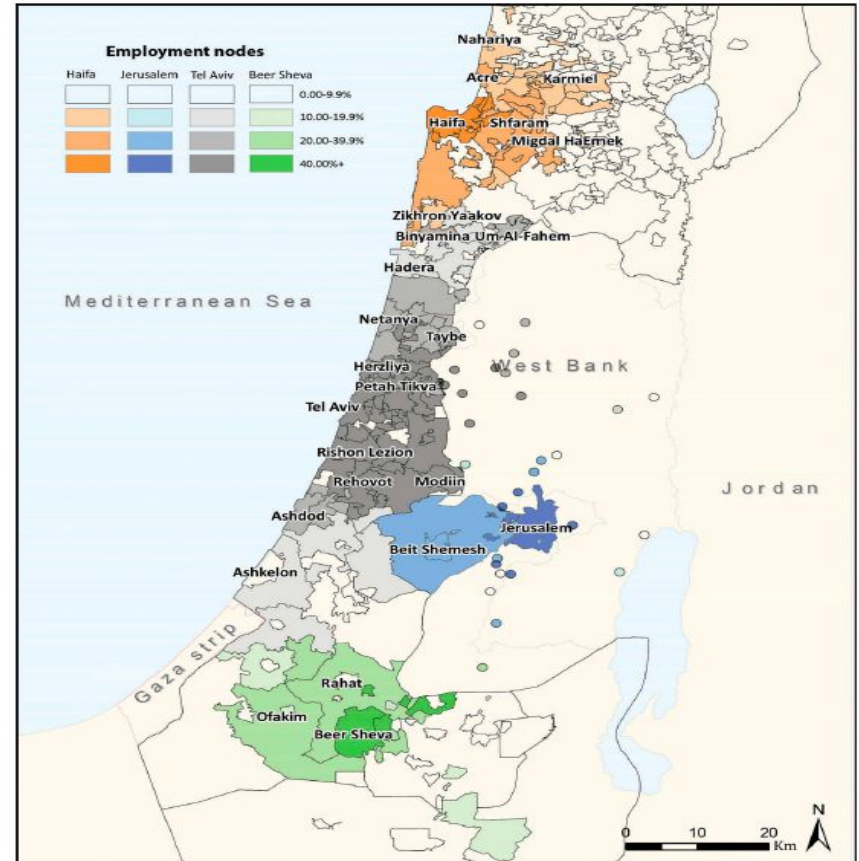 Employment nodes
Haifa Jerusalem Tel Aviv Beer Sheva
0.00-9.9%
10.00-19.9%
20.00-39.9%
40.00%+
Nahariya
Acre Karmiel
Haifa Shfaram
Migdal HaEmek
Zikhron Yaakov
Binyamina Um Al-Fahem
Hadera
Mediterranean Sea
Netanya
Taybe
Herzliya
West Bank
Petah Tikva
Tel Aviv
Rishon Lezion
Rehovot Modiin
Jordan
Ashdod
Jerusalem
Beit Shemesh
Ashkelon
Gaza strip
Rahat
Ofakim
Beer Sheva
N
0 10 20
Km